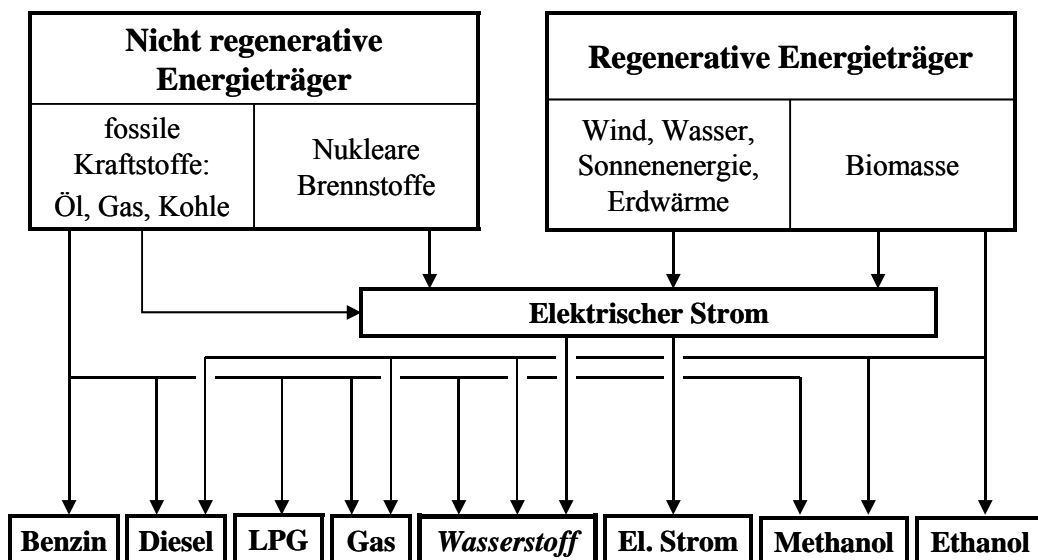 Nicht regenerative
Energieträger
Regenerative Energieträger
fossile
Kraftstoffe:
Öl, Gas, Kohle
Nukleare
Brennstoffe
Wind, Wasser,
Sonnenenergie,
Erdwärme
Biomasse
Elektrischer Strom
Benzin
Diesel
LPG
Gas
Wasserstoff
El. Strom
Methanol
Ethanol